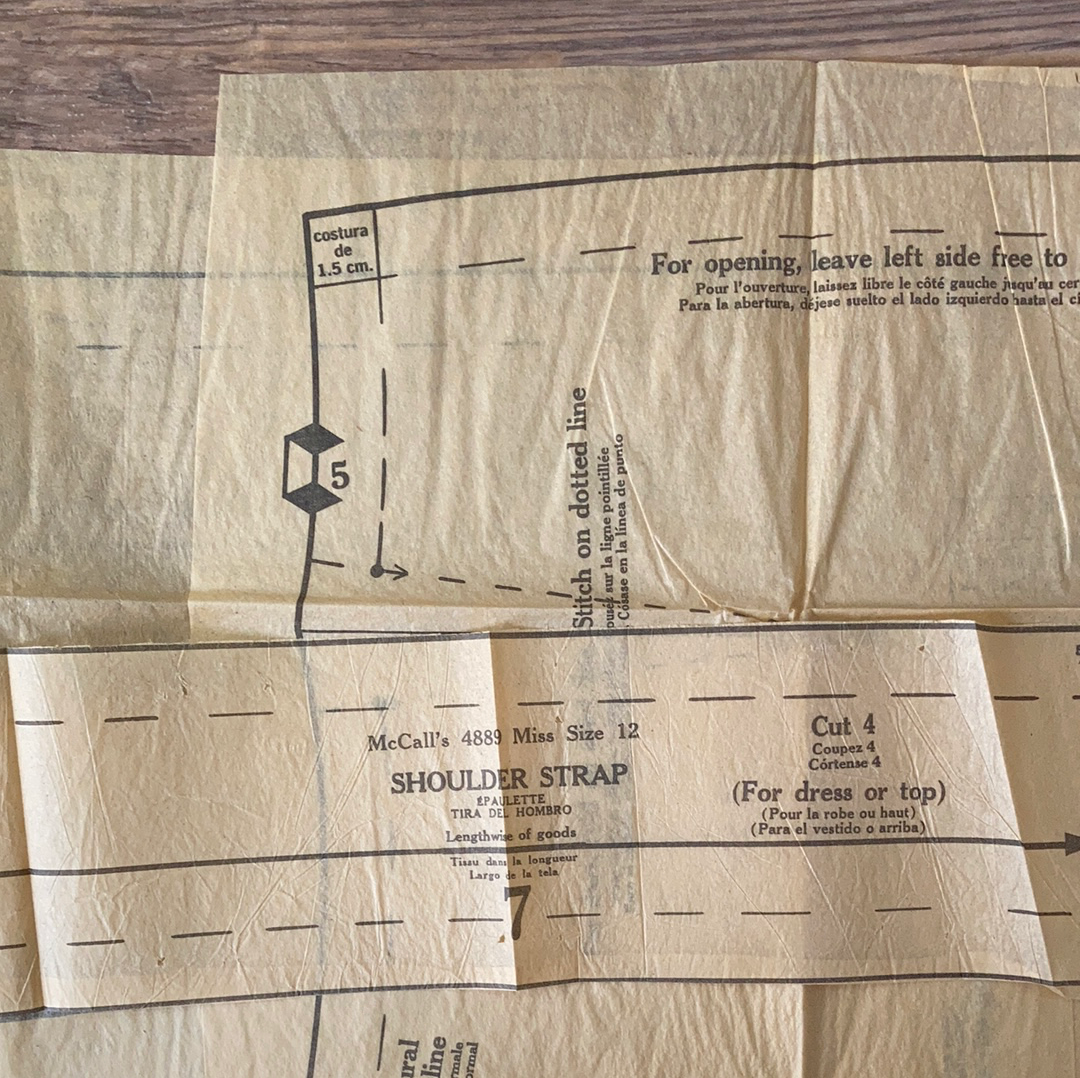 costura
de
1.5 cm.
For opening, leave left side free to
Pour l'ouverture, laissez libre le côté gauche jusqu'au
Para la abertura, déjese suelto el lado izquierdo hasta el
5
Stitch on dotted line
sur la ligne pointillée
Cósase en la línea de punto
McCall's 4889 Miss Size 12
SHOULDER STRAP
ÉPAULETTE
TIRA DEL HOMBRO
Lengthwise of goods
Tissu dans la longueur
Largo de la tela
7
Cut 4
Coupez 4
Córtense 4
(For dress or top)
(Pour la robe ou haut)
(Para el vestido o arriba)
line